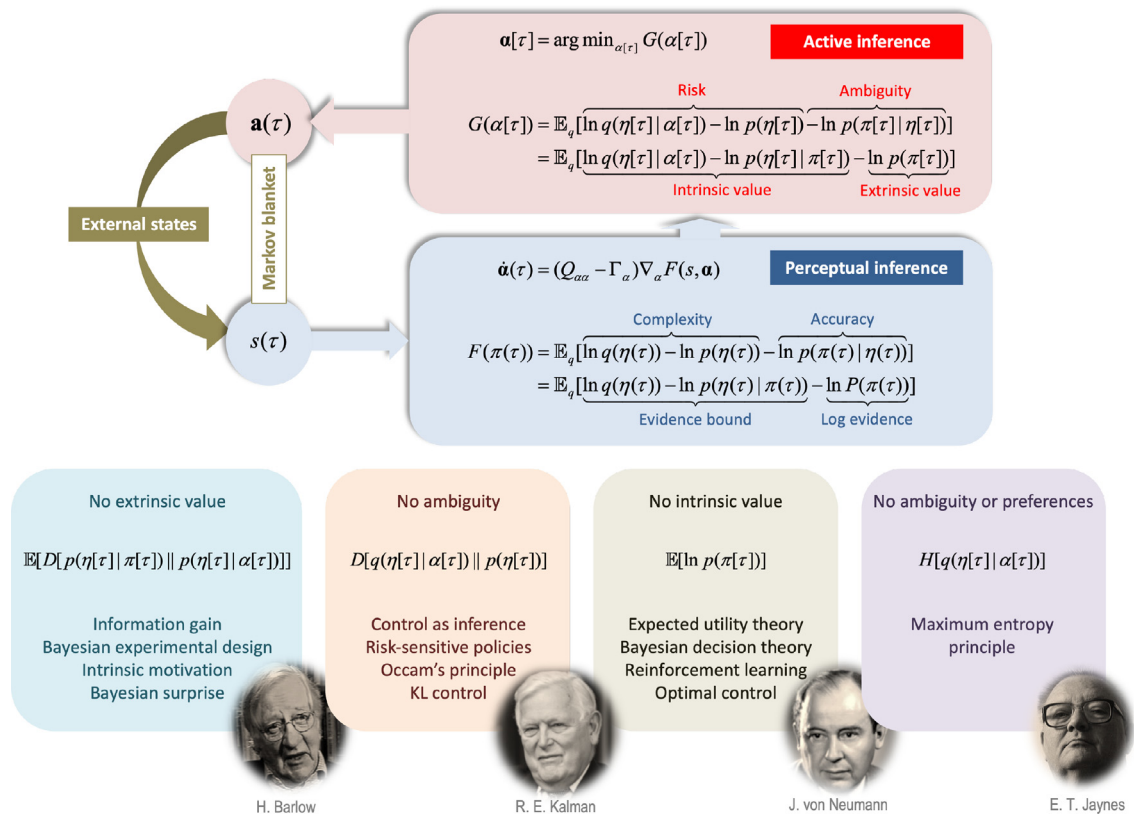 𝛂[τ] = arg min_{α[τ]} G(α[τ])
Active inference
Risk
Ambiguity
G(α[τ]) = 𝔼_q[ln q(η[τ] | α[τ]) − ln p(η[τ]) − ln p(π[τ] | η[τ])]
= 𝔼_q[ln q(η[τ] | α[τ]) − ln p(η[τ] | π[τ]) − ln p(π[τ])]
Intrinsic value
Extrinsic value
𝐚(τ)
External states
Markov blanket
s(τ)
𝛂̇(τ) = (Q_{αα} − Γ_α)∇_α F(s, 𝛂)
Perceptual inference
Complexity
Accuracy
F(π(τ)) = 𝔼_q[ln q(η(τ)) − ln p(η(τ)) − ln p(π(τ) | η(τ))]
= 𝔼_q[ln q(η(τ)) − ln p(η(τ) | π(τ)) − ln P(π(τ))]
Evidence bound
Log evidence
No extrinsic value
𝔼[D[p(η[τ] | π[τ]) || p(η[τ] | α[τ])]]
Information gain
Bayesian experimental design
Intrinsic motivation
Bayesian surprise
H. Barlow
No ambiguity
D[q(η[τ] | α[τ]) || p(η[τ])]
Control as inference
Risk-sensitive policies
Occam's principle
KL control
R. E. Kalman
No intrinsic value
𝔼[ln p(π[τ])]
Expected utility theory
Bayesian decision theory
Reinforcement learning
Optimal control
J. von Neumann
No ambiguity or preferences
H[q(η[τ] | α[τ])]
Maximum entropy
principle
E. T. Jaynes